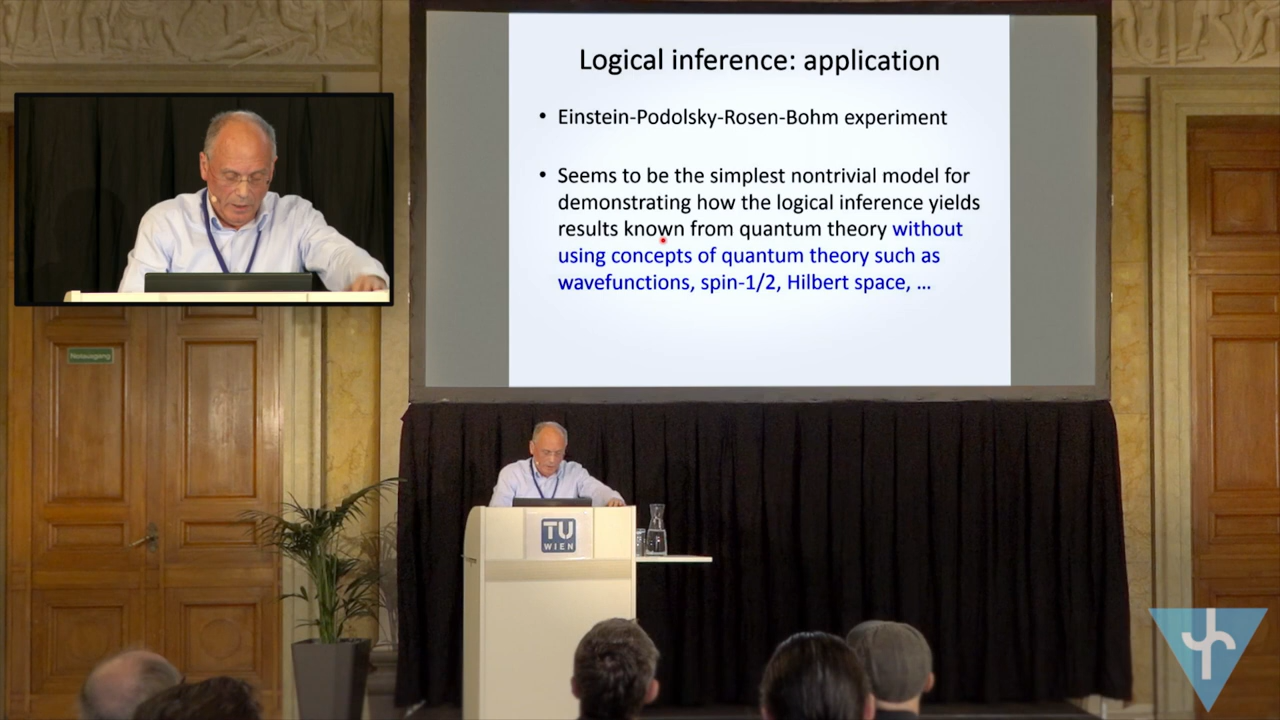 Logical inference: application
• Einstein-Podolsky-Rosen-Bohm experiment
• Seems to be the simplest nontrivial model for
demonstrating how the logical inference yields
results known from quantum theory without
using concepts of quantum theory such as
wavefunctions, spin-1/2, Hilbert space, ...
Notausgang
TU
WIEN